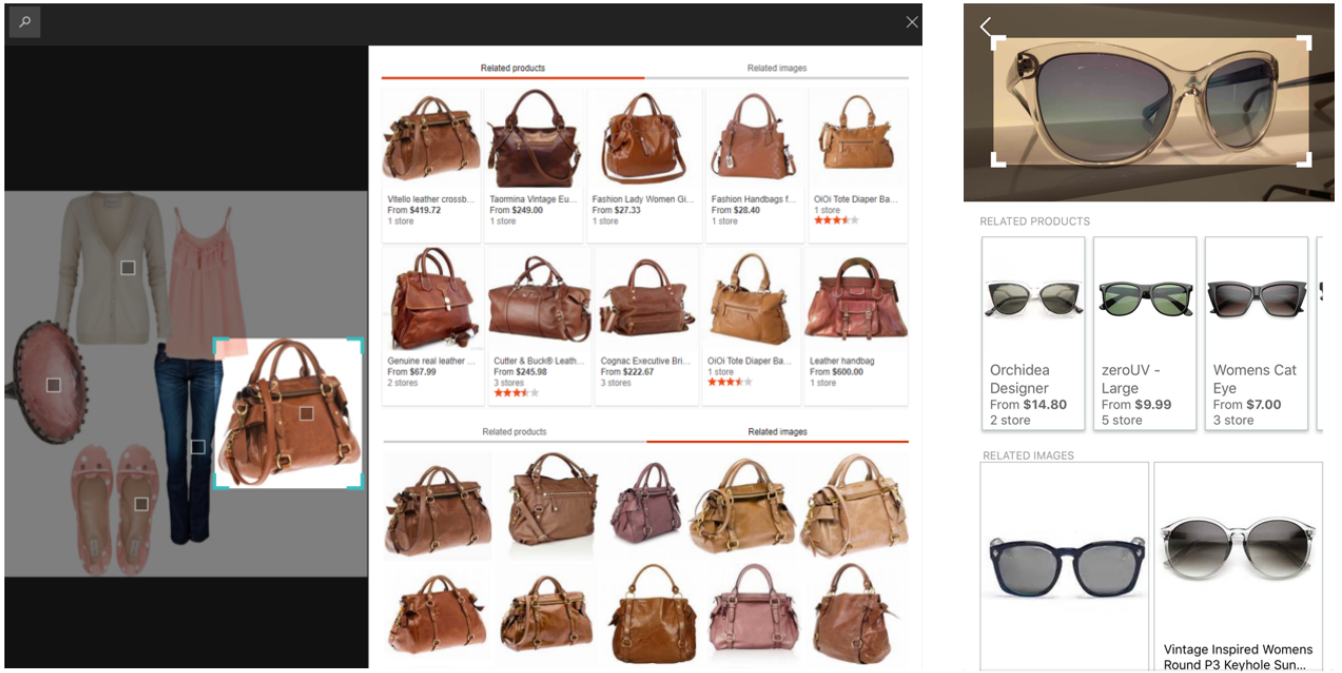 Related products
Related images
Vitello leather crossb...
From $419.72
1 store
Taormina Vintage Eu...
From $249.00
1 store
Fashion Lady Women Gi...
From $27.33
1 store
Fashion Handbags f...
From $28.40
1 store
OiOi Tote Diaper Ba...
1 store
Genuine real leather ...
From $67.99
2 stores
Cutter & Buck® Leath...
From $245.98
3 stores
Cognac Executive Bri...
From $222.67
3 stores
OiOi Tote Diaper Ba...
1 store
Leather handbag
From $600.00
1 store
Related products
Related images
RELATED PRODUCTS
Orchidea
Designer
From $14.80
2 store
zeroUV -
Large
From $9.99
5 store
Womens Cat
Eye
From $7.00
3 store
RELATED IMAGES
Vintage Inspired Womens
Round P3 Keyhole Sun...